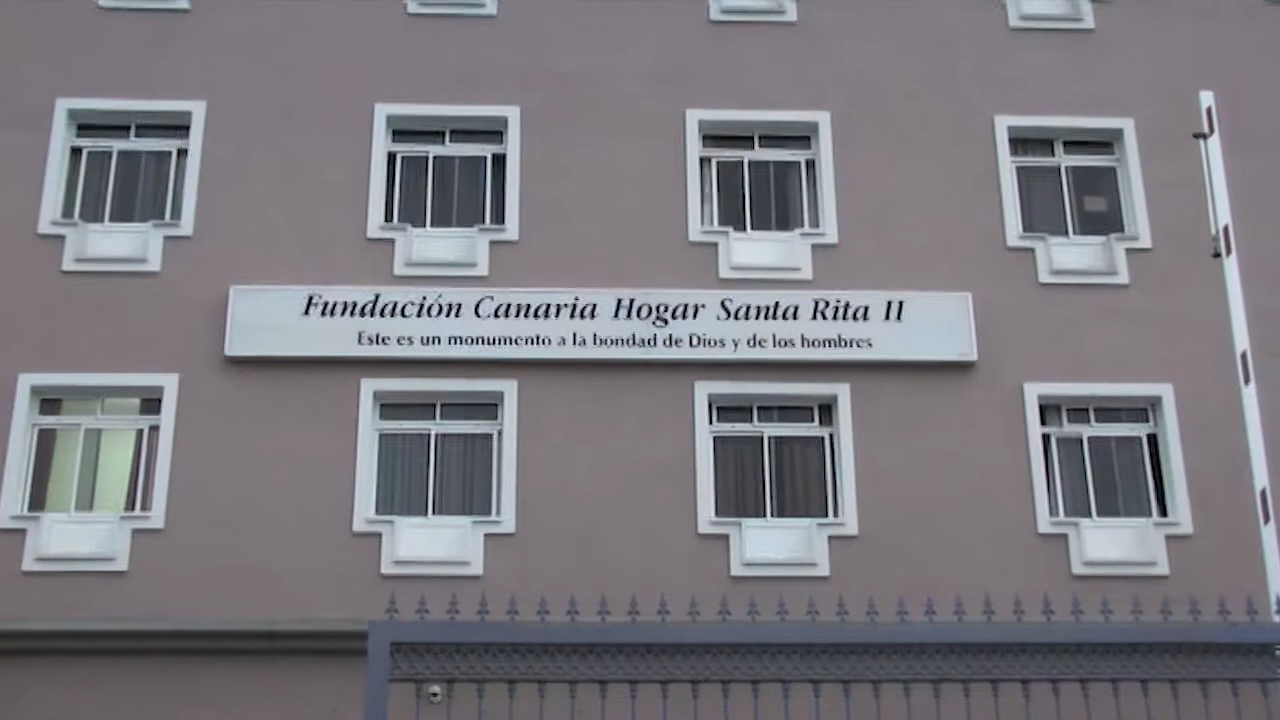 Fundación Canaria Hogar Santa Rita II
Este es un monumento a la bondad de Dios y de los hombres